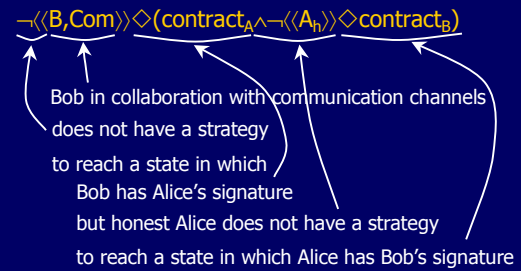 ¬⟨⟨B,Com⟩⟩◇(contract_A∧¬⟨⟨A_h⟩⟩◇contract_B)
Bob in collaboration with communication channels
does not have a strategy
to reach a state in which
Bob has Alice’s signature
but honest Alice does not have a strategy
to reach a state in which Alice has Bob’s signature